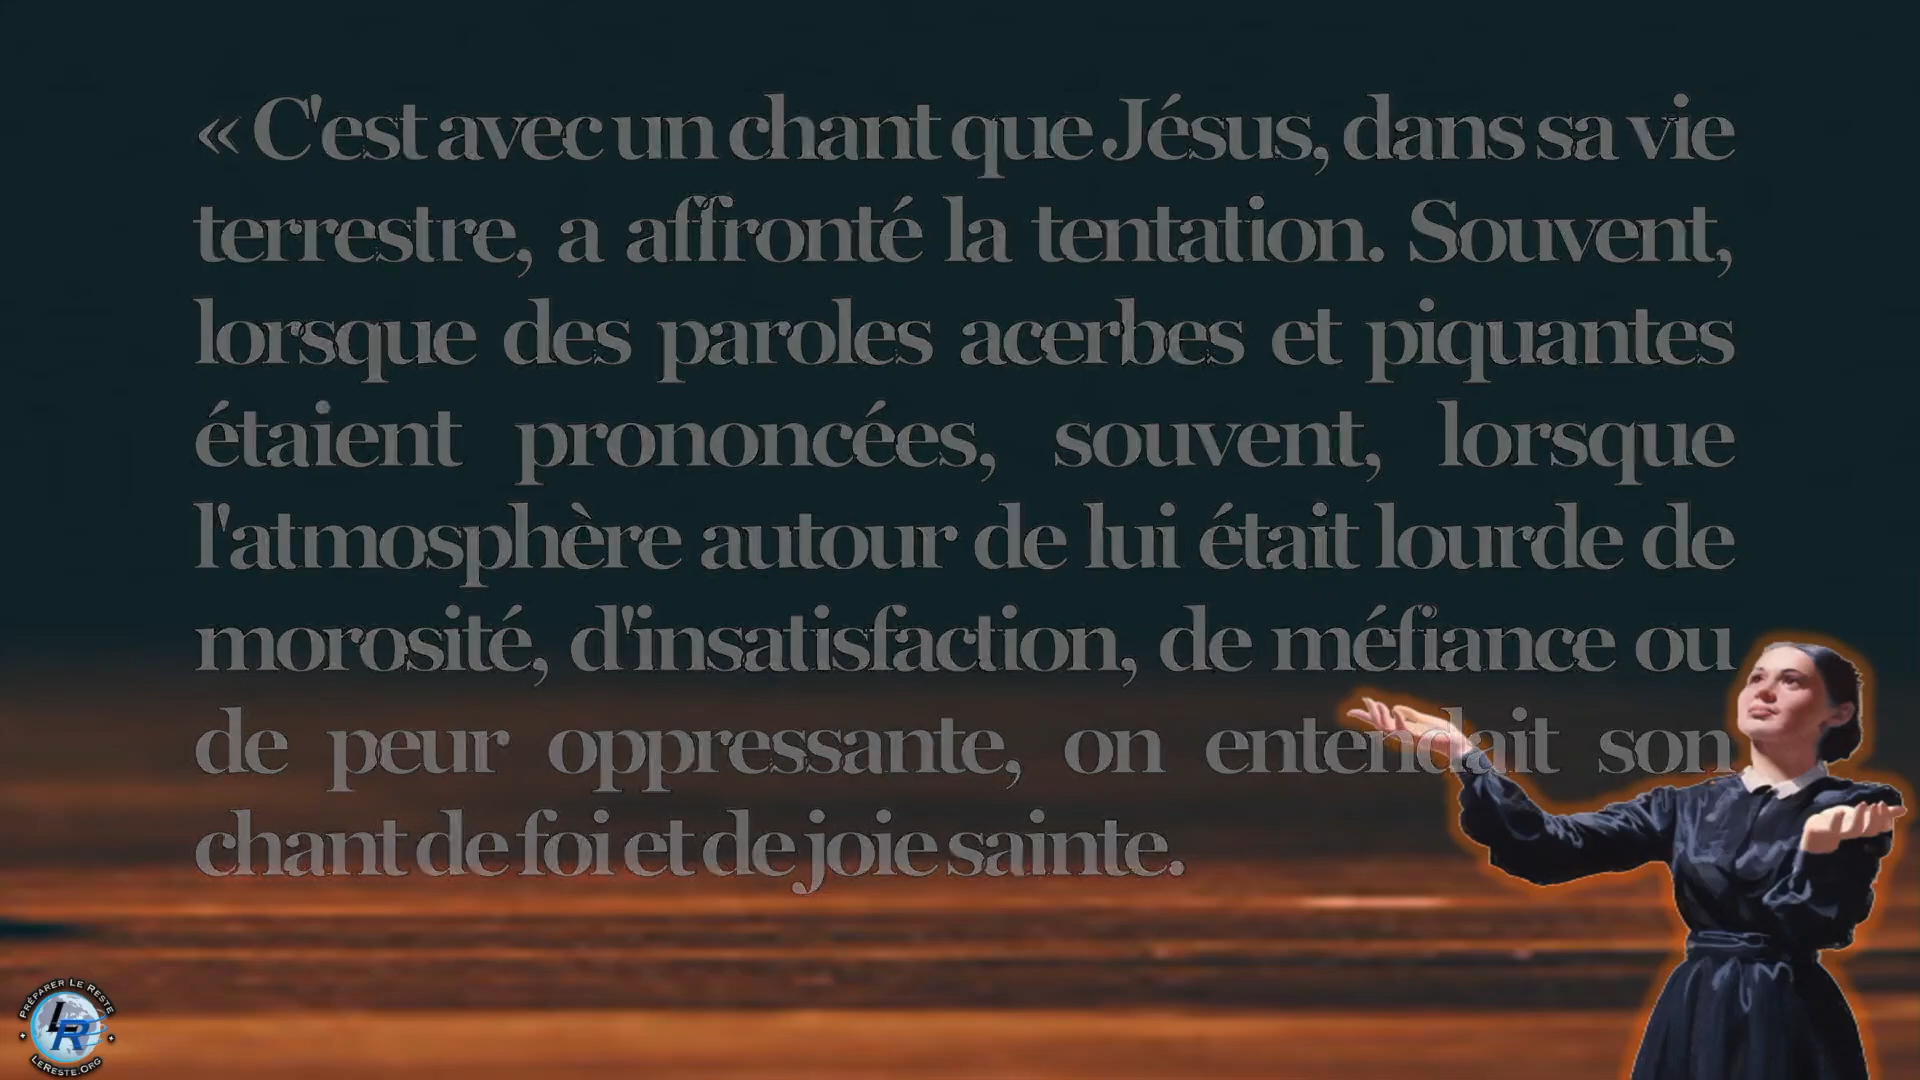 « C'est avec un chant que Jésus, dans sa vie
terrestre, a affronté la tentation. Souvent,
lorsque des paroles acerbes et piquantes
étaient prononcées, souvent, lorsque
l'atmosphère autour de lui était lourde de
morosité, d'insatisfaction, de méfiance ou
de peur oppressante, on entendait son
chant de foi et de joie sainte.
PRÉPARER LE RESTE
LR
LERESTE.ORG